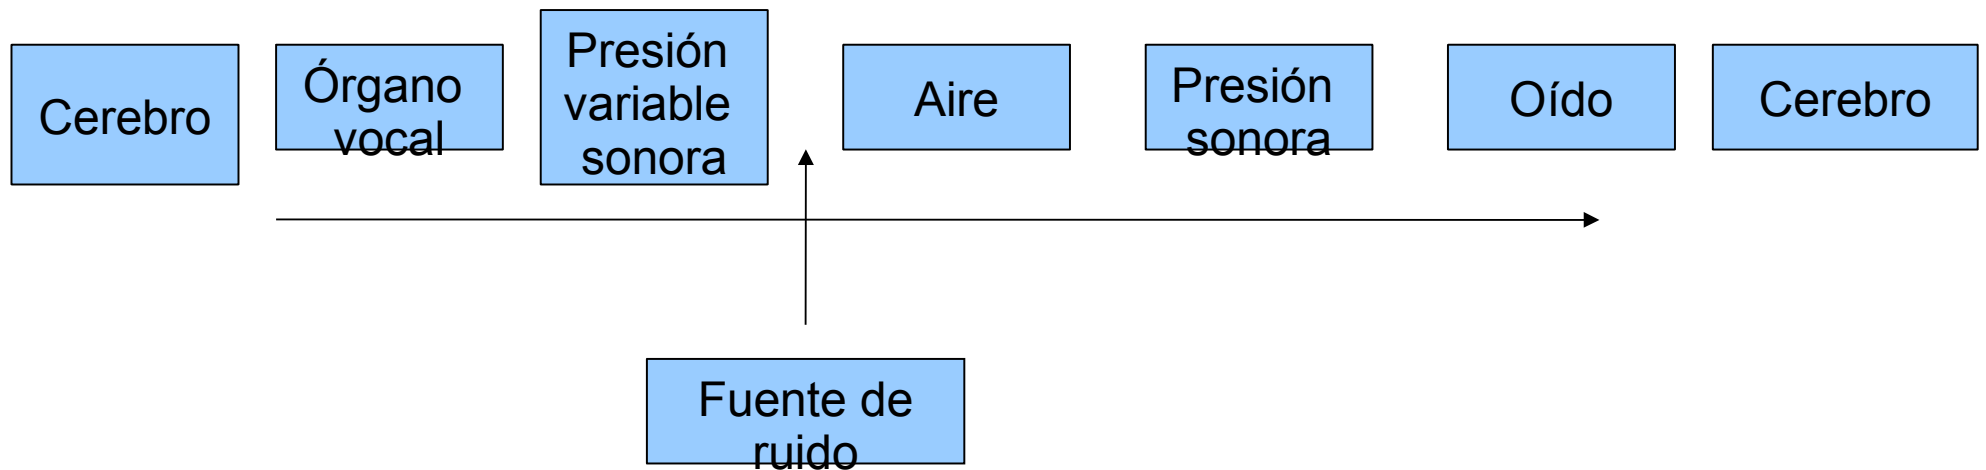 Cerebro
Órgano
vocal
Presión
variable
sonora
Aire
Presión
sonora
Oído
Cerebro
Fuente de
ruido